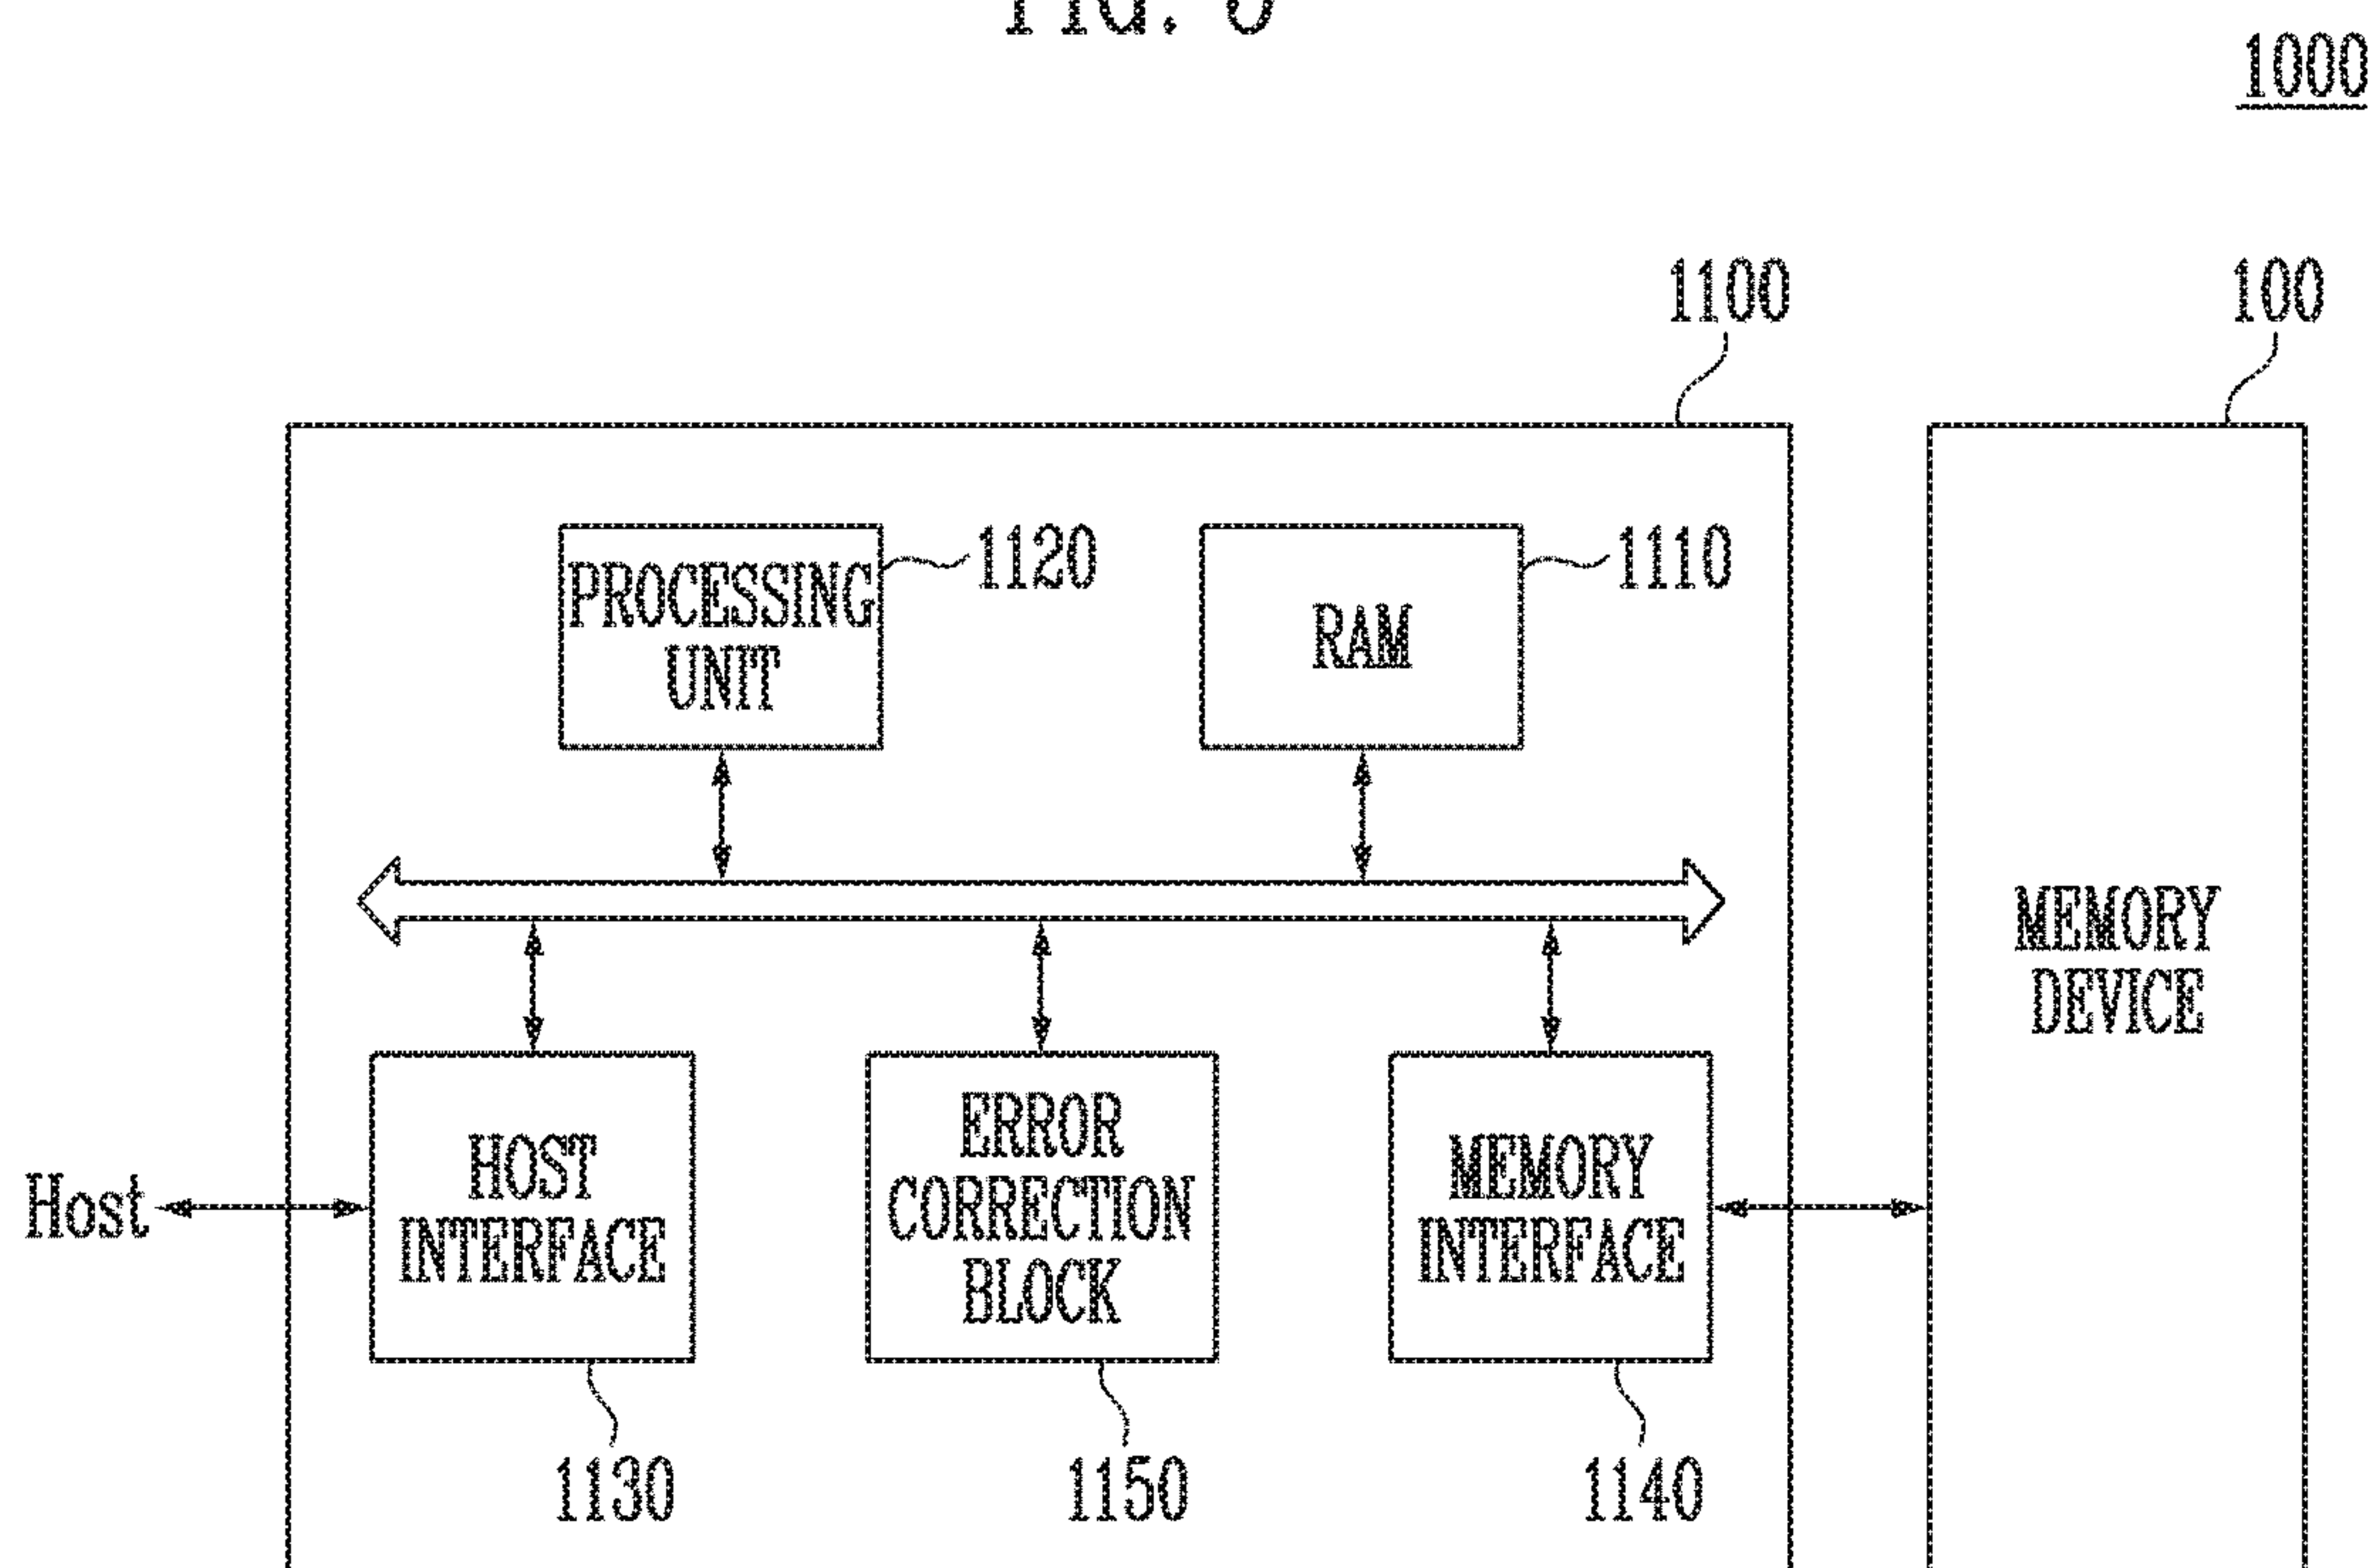 FIG.
1000
1100
100
PROCESSING
UNIT
1120
RAM
1110
MEMORY
DEVICE
HOST
INTERFACE
ERROR
CORRECTION
BLOCK
MEMORY
INTERFACE
Host
1130
1150
1140